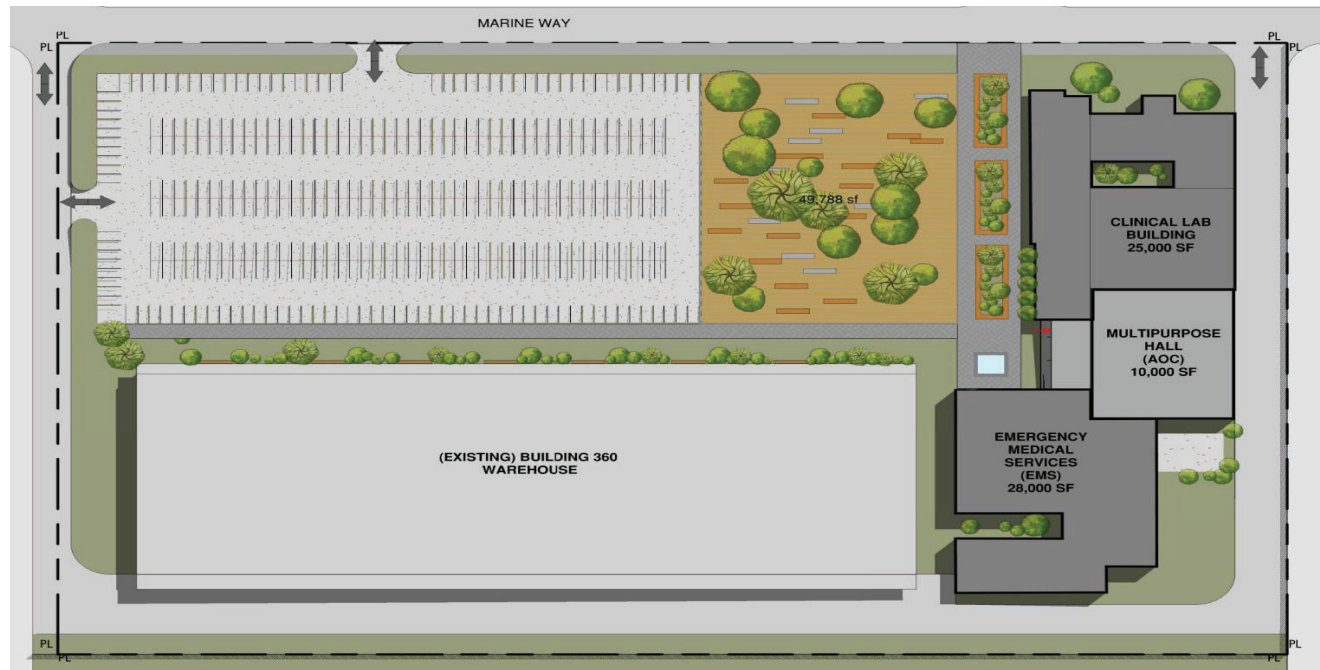 MARINE WAY
PL
PL
PL
PL
49,788 sf
CLINICAL LAB
BUILDING
25,000 SF
MULTIPURPOSE
HALL
(AOC)
10,000 SF
(EXISTING) BUILDING 360
WAREHOUSE
EMERGENCY
MEDICAL
SERVICES
(EMS)
28,000 SF
PL
PL
PL
PL